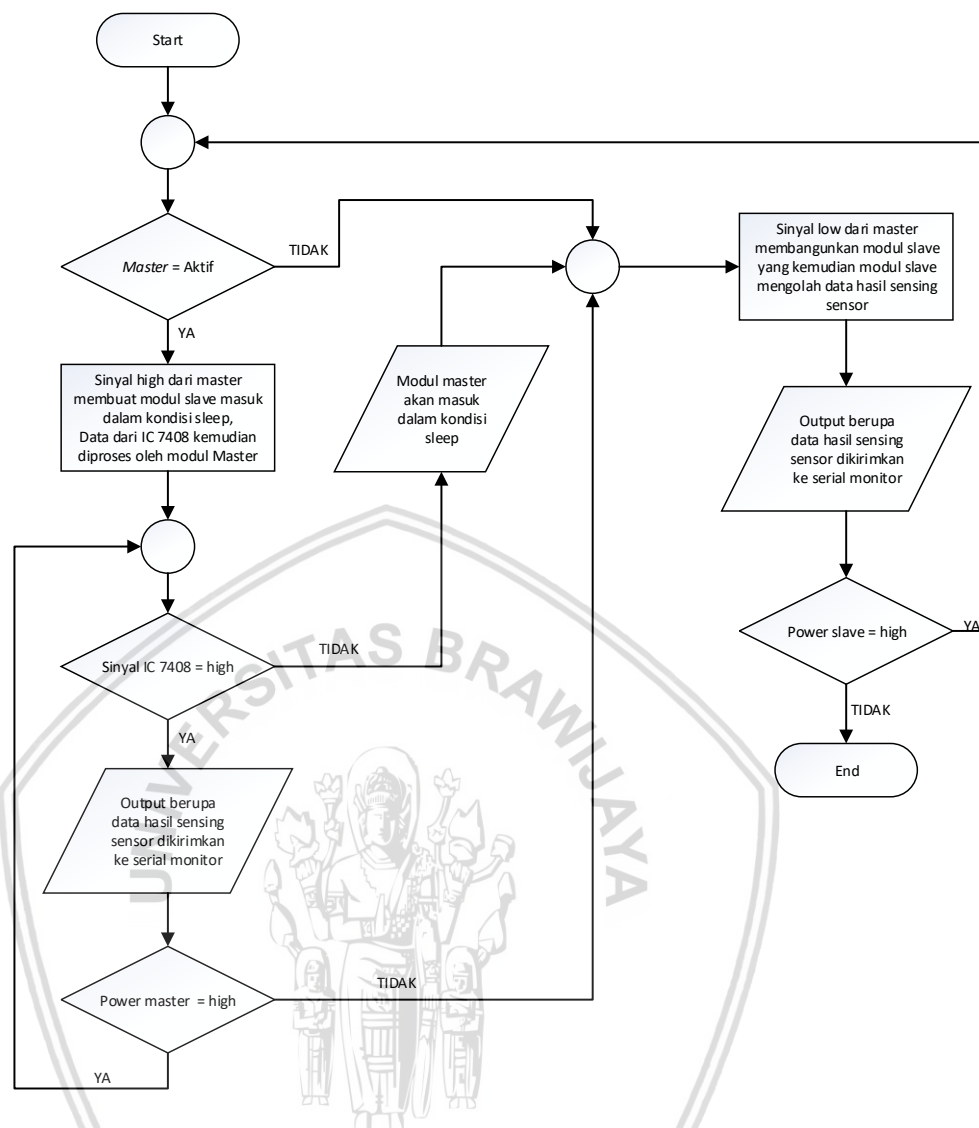 Start
Master = Aktif
TIDAK
YA
Sinyal high dari master
membuat modul slave masuk
dalam kondisi sleep,
Data dari IC 7408 kemudian
diproses oleh modul Master
Sinyal IC 7408 = high
TIDAK
YA
Output berupa
data hasil sensing
sensor dikirimkan
ke serial monitor
Power master = high
TIDAK
YA
Modul master
akan masuk
dalam kondisi
sleep
Sinyal low dari master
membangunkan modul slave
yang kemudian modul slave
mengolah data hasil sensing
sensor
Output berupa
data hasil sensing
sensor dikirimkan
ke serial monitor
Power slave = high
YA
TIDAK
End
UNIVERSITAS BRAWIJAYA